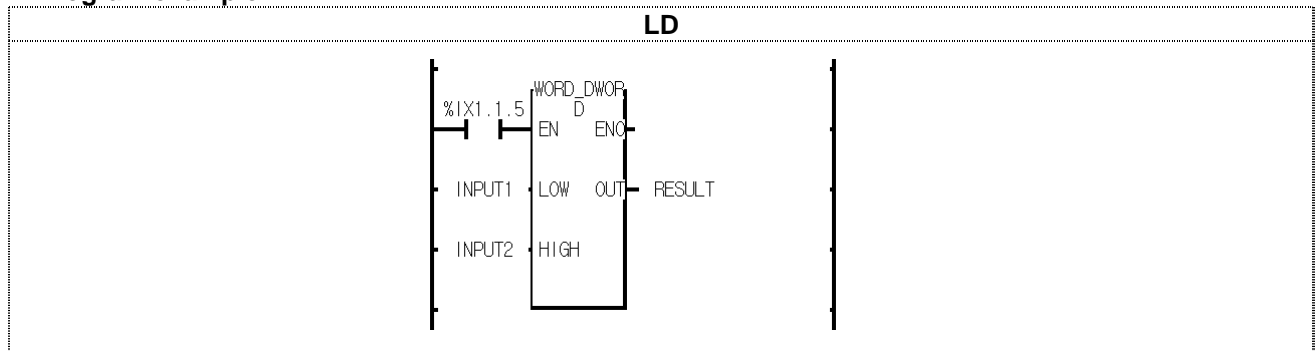 LD
WORD_DWOR
D
%IX1.1.5
EN ENO
INPUT1 LOW OUT RESULT
INPUT2 HIGH